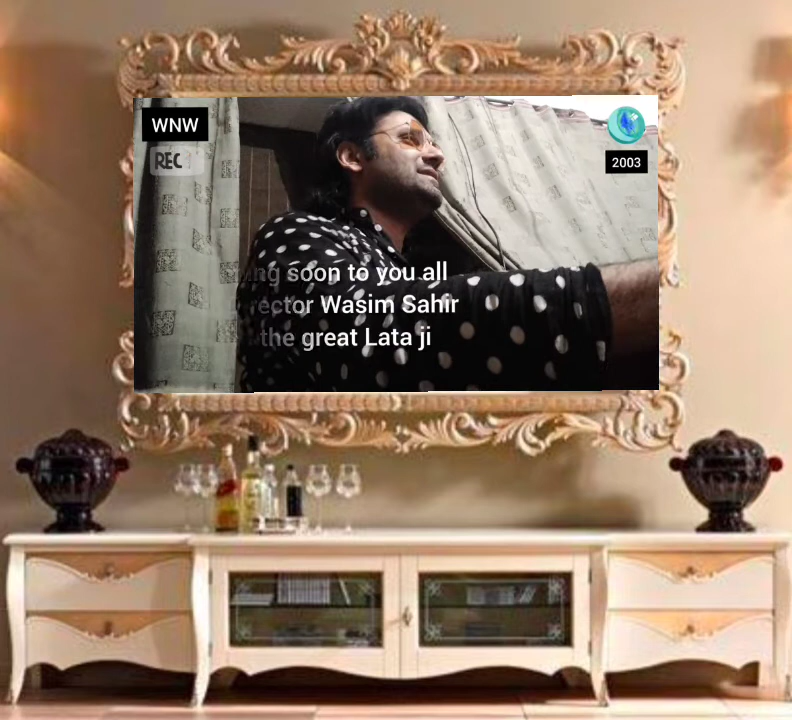 WNW
REC
2003
ng soon to you all
rector Wasim Sahir
the great Lata ji